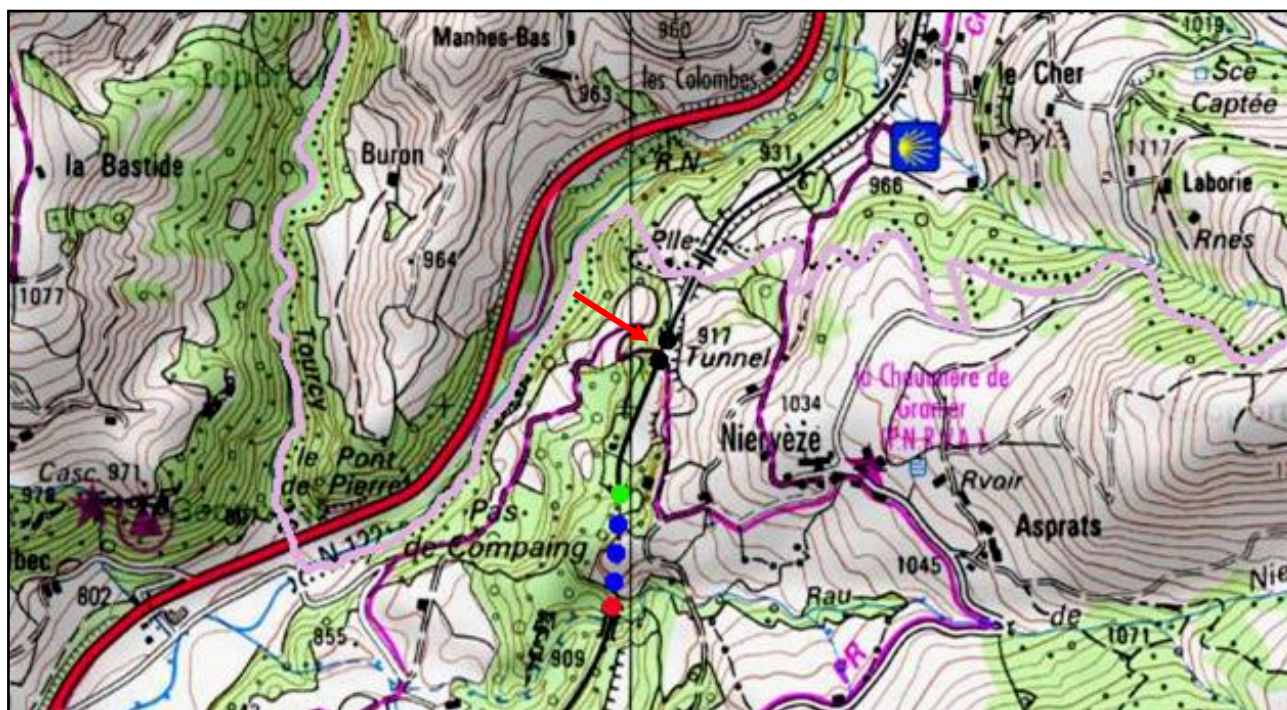 Manhes-Bas
960
1019
les Colombes
963
le Cher
Sce
Captée
R.N.
931
Pyl.
1117
la Bastide
Buron
966
Laborie
Rnes
Plle
964
1077
917
Tunnel
Tourcy
la Chaumière de
Granier
(P.N.R.V.A.)
1034
Niervèze
le Pont
de Pierre
Casc.
971
978
Rvoir
Pas
de Compaing
N 122
Asprats
lbec
802
1045
Rau
de
Nie
855
909
1071
PR